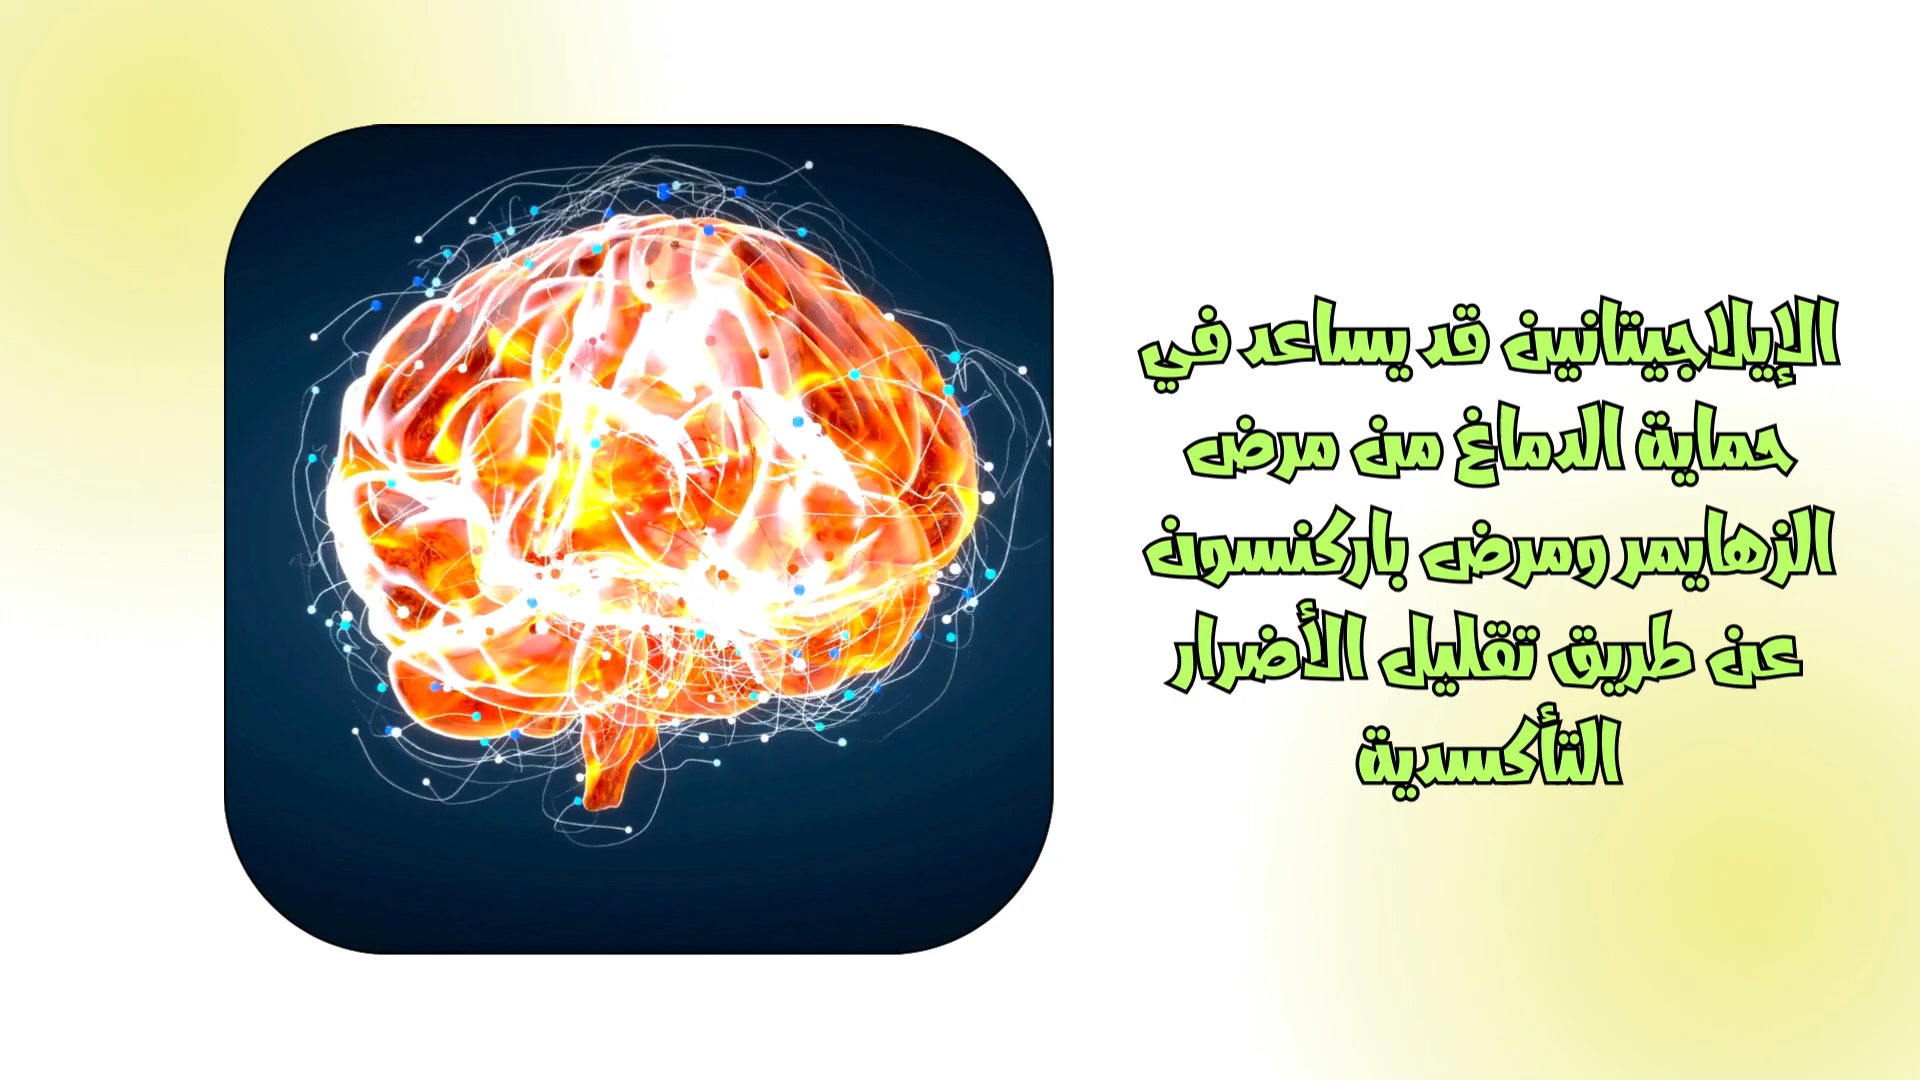 الإيلاجيتانين قد يساعد في
حماية الدماغ من مرض
الزهايمر ومرض باركنسون
عن طريق تقليل الأضرار
التأكسدية